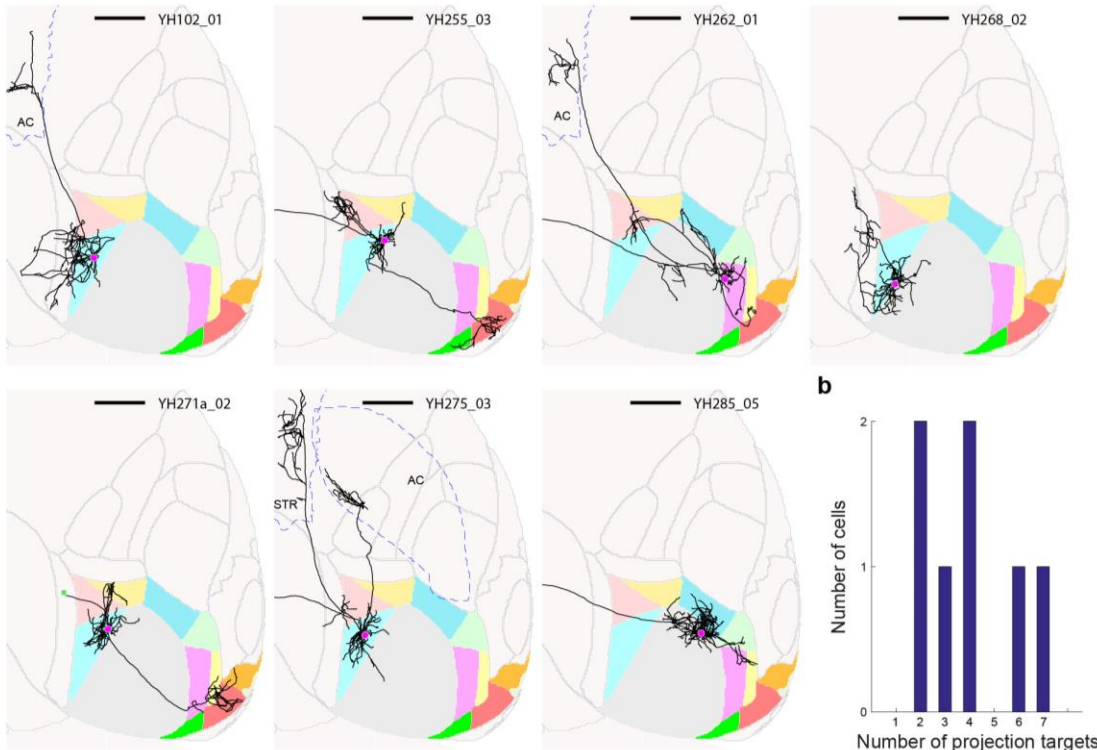 YH102_01
YH255_03
YH262_01
YH268_02
AC
AC
YH271a_02
YH275_03
YH285_05
b
AC
STR
2
1
0
1 2 3 4 5 6 7
Number of cells
Number of projection targets